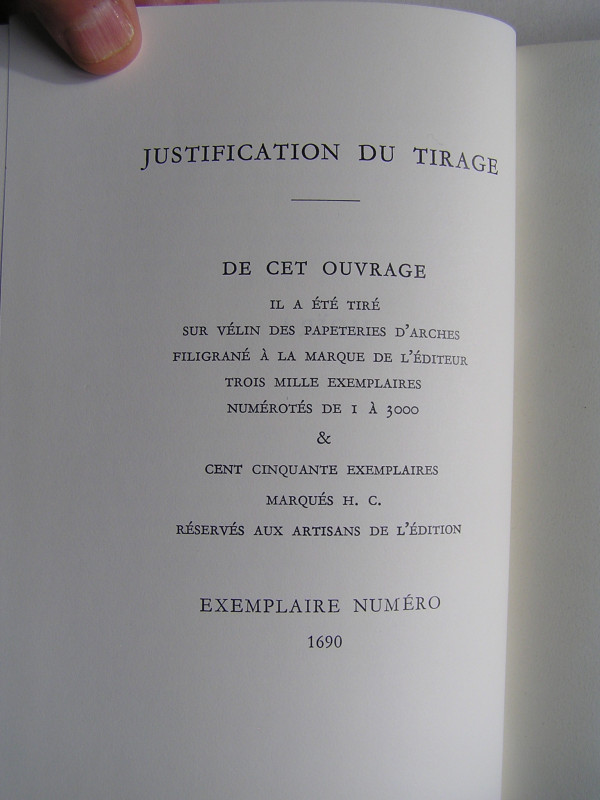 JUSTIFICATION DU TIRAGE
DE CET OUVRAGE
IL A ÉTÉ TIRÉ
SUR VÉLIN DES PAPETERIES D'ARCHES
FILIGRANÉ À LA MARQUE DE L'ÉDITEUR
TROIS MILLE EXEMPLAIRES
NUMÉROTÉS DE 1 À 3000
&
CENT CINQUANTE EXEMPLAIRES
MARQUÉS H. C.
RÉSERVÉS AUX ARTISANS DE L'ÉDITION
EXEMPLAIRE NUMÉRO
1690